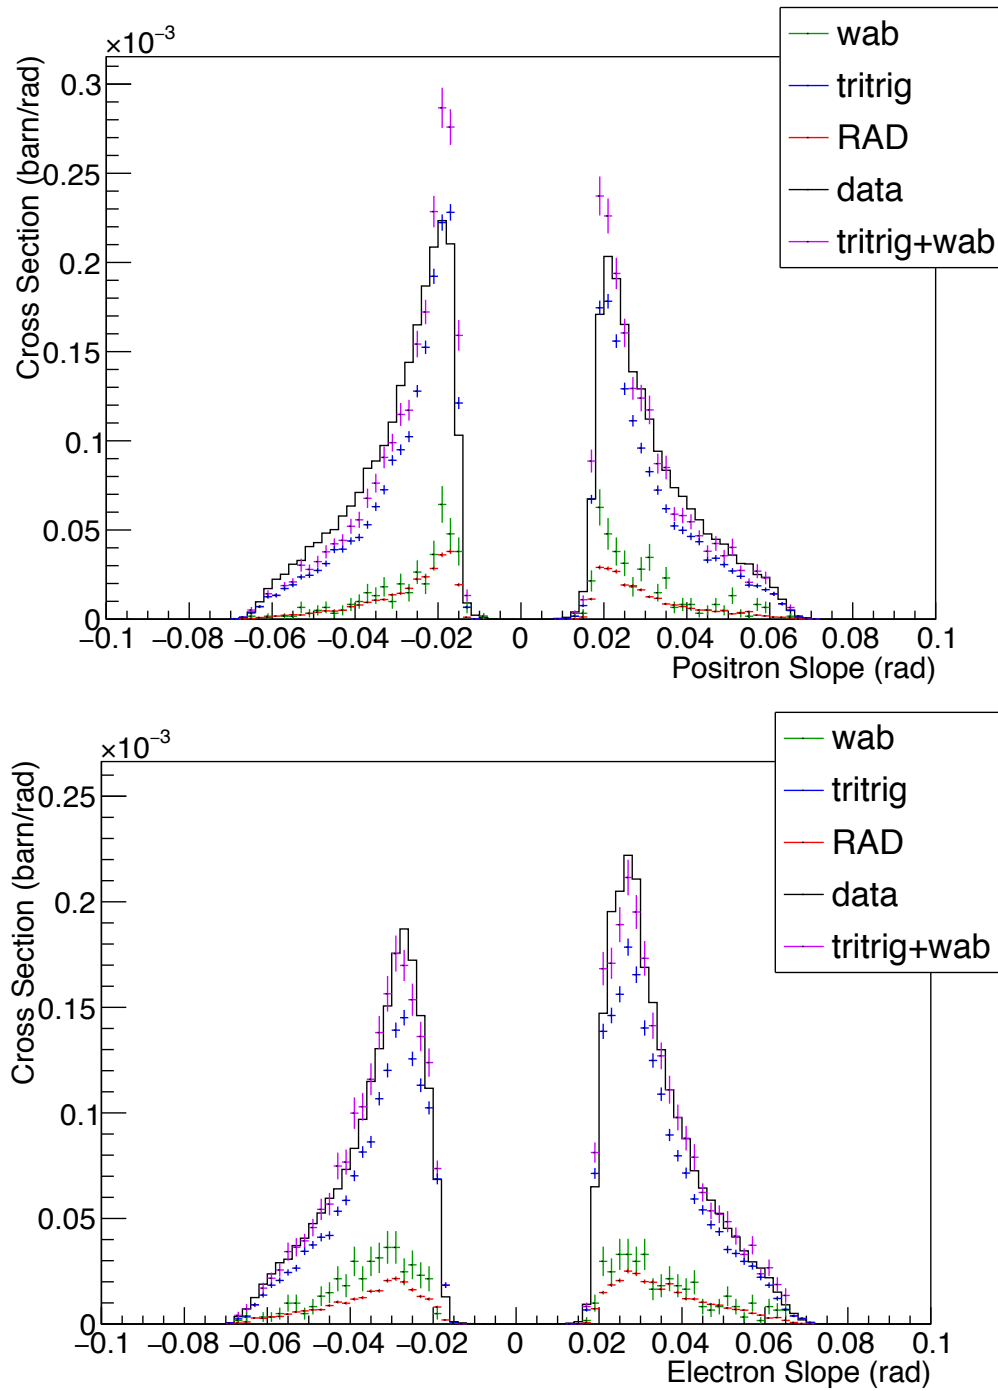 ×10⁻³
wab
tritrig
RAD
data
tritrig+wab
Cross Section (barn/rad)
0.3
0.25
0.2
0.15
0.1
0.05
0
−0.1 −0.08 −0.06 −0.04 −0.02 0 0.02 0.04 0.06 0.08 0.1
Positron Slope (rad)
×10⁻³
wab
tritrig
RAD
data
tritrig+wab
Cross Section (barn/rad)
0.25
0.2
0.15
0.1
0.05
0
−0.1 −0.08 −0.06 −0.04 −0.02 0 0.02 0.04 0.06 0.08 0.1
Electron Slope (rad)